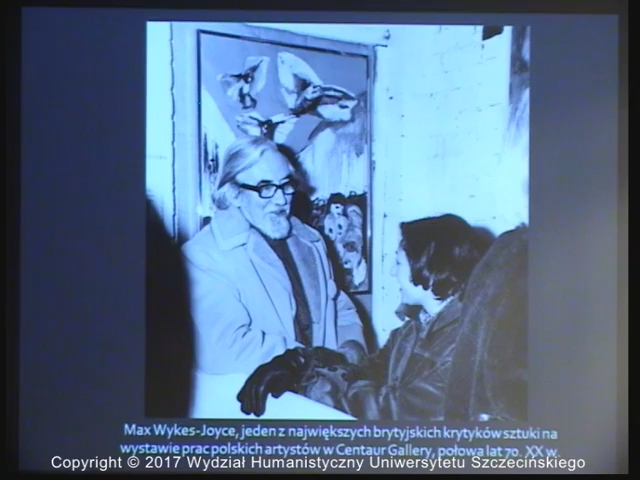 Max Wykes-Joyce, jeden z największych brytyjskich krytyków sztuki na
wystawie prac polskich artystów w Centaur Gallery, połowa lat 70. XX w.
Copyright © 2017 Wydział Humanistyczny Uniwersytetu Szczecińskiego